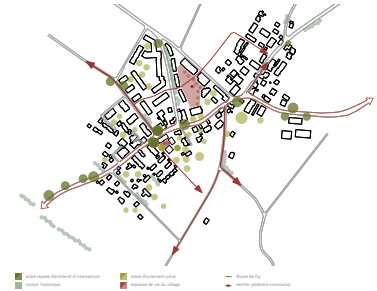 arbre repère d'entrée et d'intersections
arbre d'ornement privé
Route de Gy
cordon historique
espaces de vie du village
sentier pédestre communal